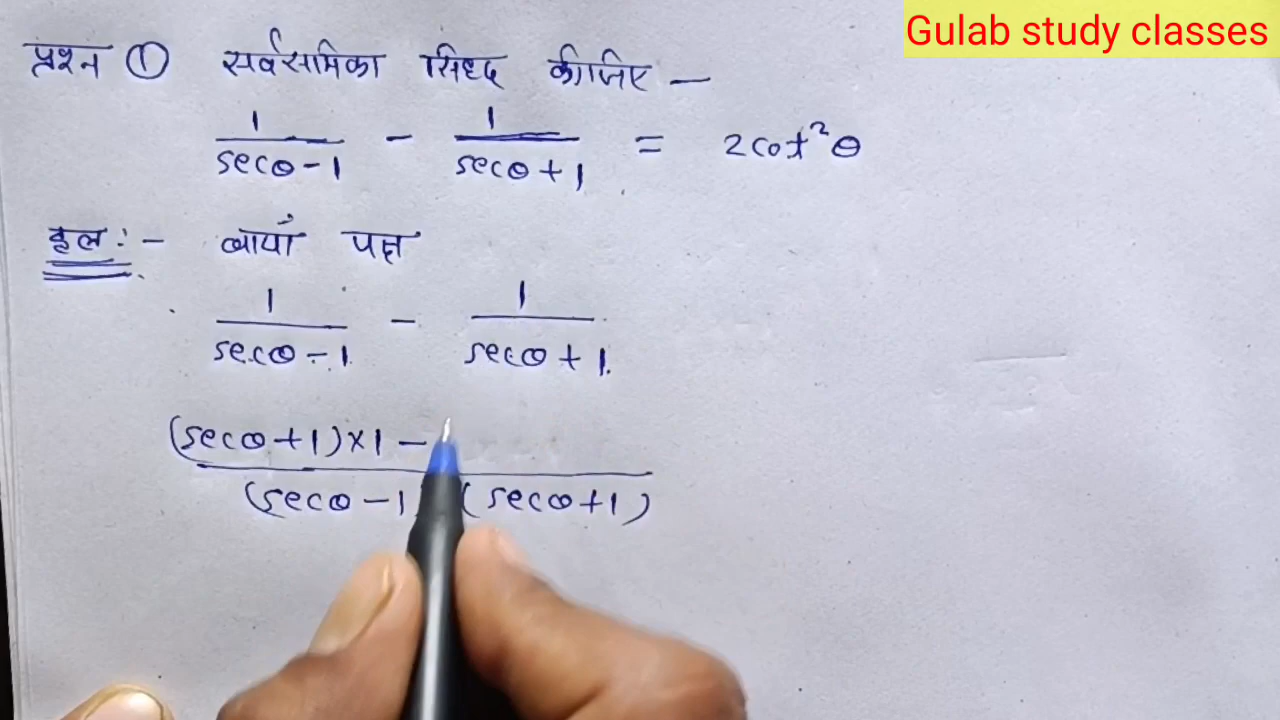 Gulab study classes
प्रश्न ① सर्वसमिका सिध्द कीजिए —
1/(secθ-1) - 1/(secθ+1) = 2cot²θ
हल :- बायाँ पक्ष
1/(secθ-1) - 1/(secθ+1)
(secθ+1)×1 -
(secθ-1 (secθ+1)